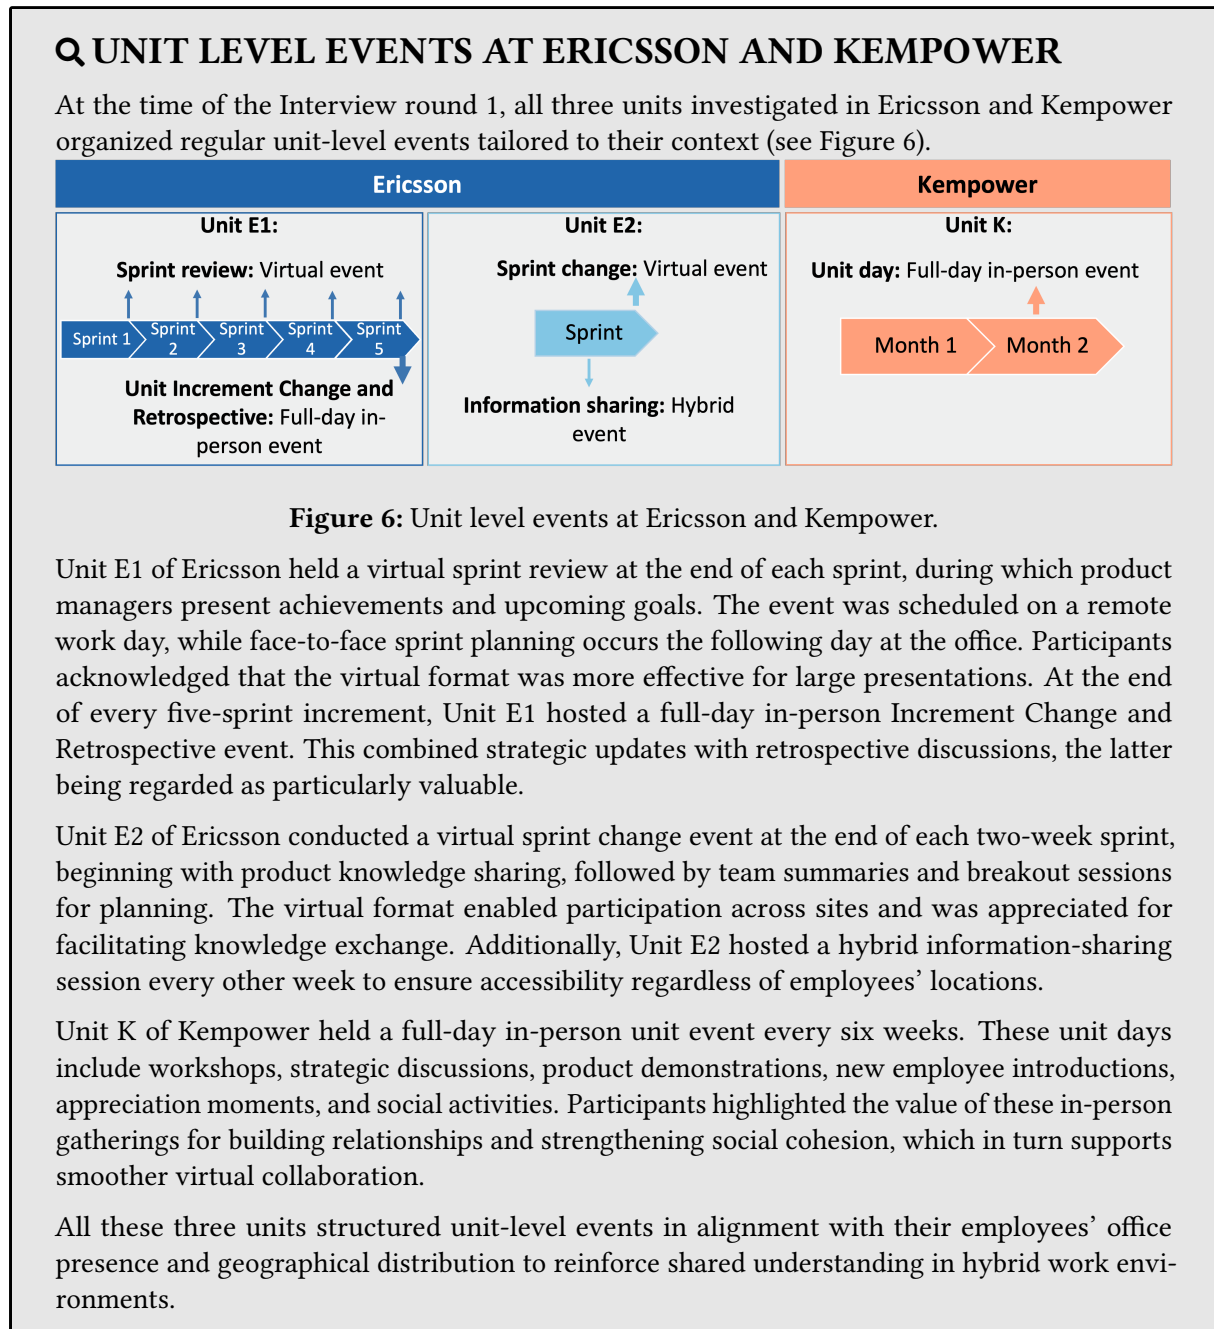 UNIT LEVEL EVENTS AT ERICSSON AND KEMPOWER
At the time of the Interview round 1, all three units investigated in Ericsson and Kempower
organized regular unit-level events tailored to their context (see Figure 6).
Ericsson
Kempower
Unit E1:
Sprint review: Virtual event
Sprint 1
Sprint
2
Sprint
3
Sprint
4
Sprint
5
Unit Increment Change and
Retrospective: Full-day in-
person event
Unit E2:
Sprint change: Virtual event
Sprint
Information sharing: Hybrid
event
Unit K:
Unit day: Full-day in-person event
Month 1
Month 2
Figure 6: Unit level events at Ericsson and Kempower.
Unit E1 of Ericsson held a virtual sprint review at the end of each sprint, during which product
managers present achievements and upcoming goals. The event was scheduled on a remote
work day, while face-to-face sprint planning occurs the following day at the office. Participants
acknowledged that the virtual format was more effective for large presentations. At the end
of every five-sprint increment, Unit E1 hosted a full-day in-person Increment Change and
Retrospective event. This combined strategic updates with retrospective discussions, the latter
being regarded as particularly valuable.
Unit E2 of Ericsson conducted a virtual sprint change event at the end of each two-week sprint,
beginning with product knowledge sharing, followed by team summaries and breakout sessions
for planning. The virtual format enabled participation across sites and was appreciated for
facilitating knowledge exchange. Additionally, Unit E2 hosted a hybrid information-sharing
session every other week to ensure accessibility regardless of employees’ locations.
Unit K of Kempower held a full-day in-person unit event every six weeks. These unit days
include workshops, strategic discussions, product demonstrations, new employee introductions,
appreciation moments, and social activities. Participants highlighted the value of these in-person
gatherings for building relationships and strengthening social cohesion, which in turn supports
smoother virtual collaboration.
All these three units structured unit-level events in alignment with their employees’ office
presence and geographical distribution to reinforce shared understanding in hybrid work envi-
ronments.